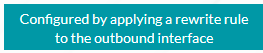 Configured by applying a rewrite rule
to the outbound interface